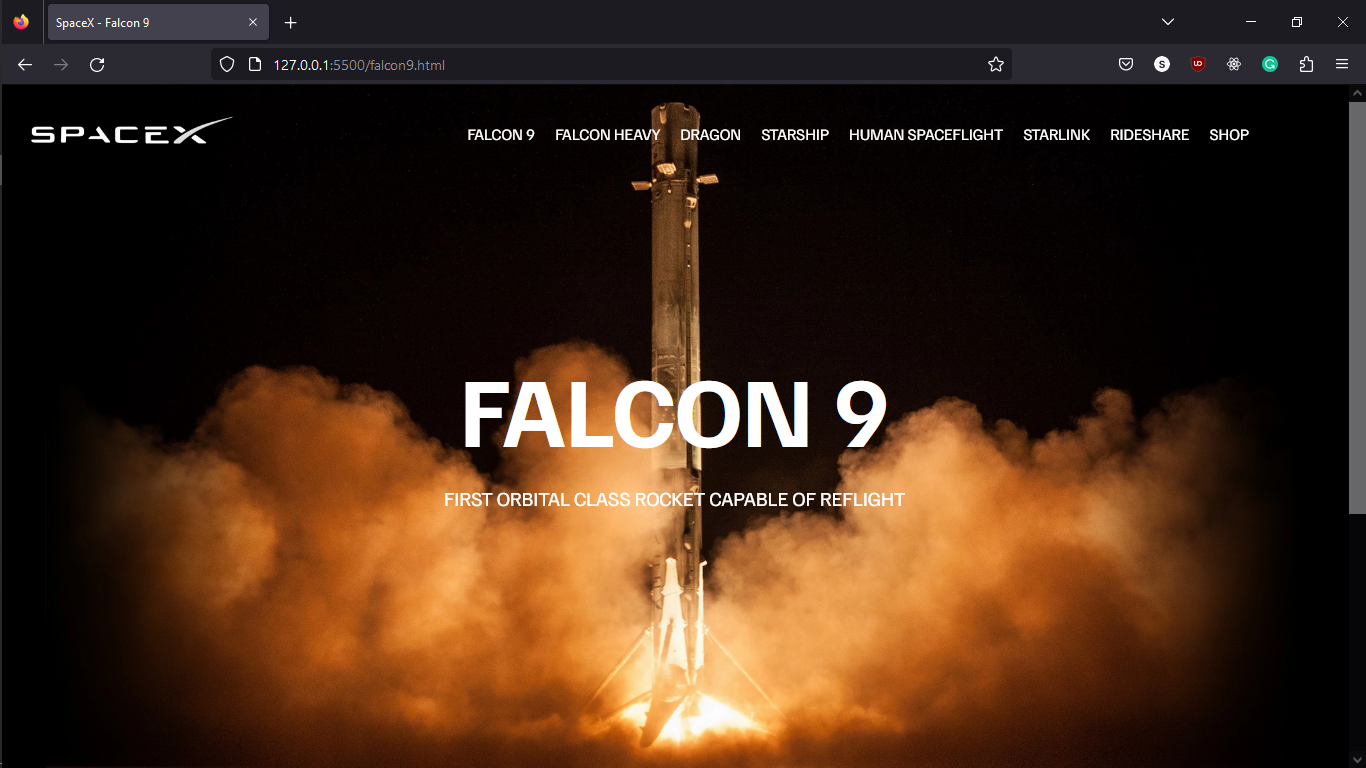 SpaceX - Falcon 9
127.0.0.1:5500/falcon9.html
S
UD
G
SPACEX
FALCON 9 FALCON HEAVY DRAGON STARSHIP HUMAN SPACEFLIGHT STARLINK RIDESHARE SHOP
FALCON 9
FIRST ORBITAL CLASS ROCKET CAPABLE OF REFLIGHT